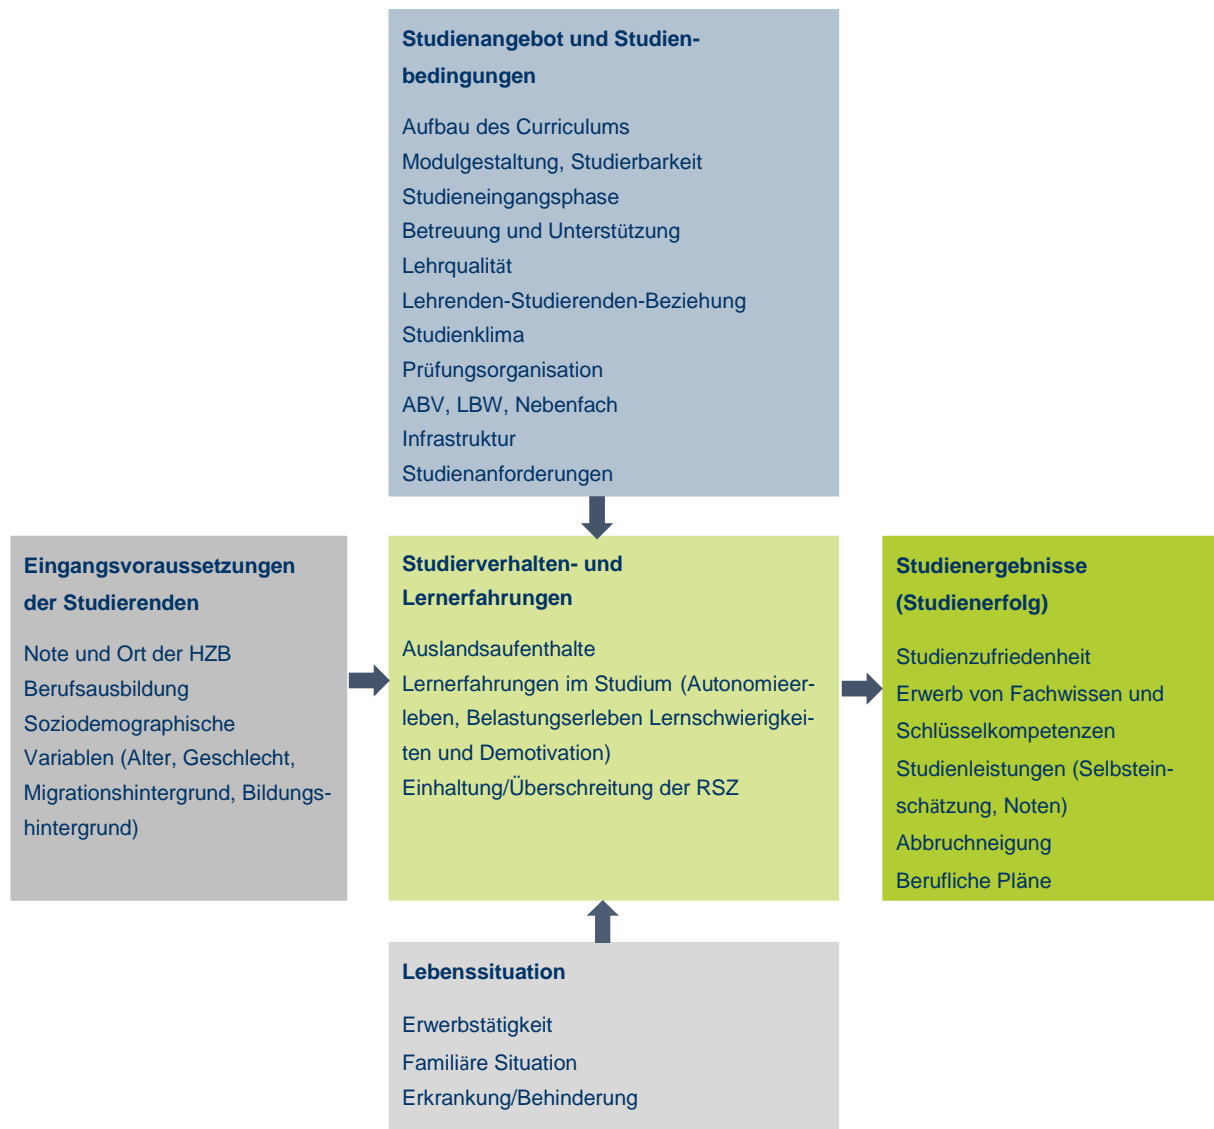 Studienangebot und Studien-
bedingungen
Aufbau des Curriculums
Modulgestaltung, Studierbarkeit
Studieneingangsphase
Betreuung und Unterstützung
Lehrqualität
Lehrenden-Studierenden-Beziehung
Studienklima
Prüfungsorganisation
ABV, LBW, Nebenfach
Infrastruktur
Studienanforderungen
Eingangsvoraussetzungen
der Studierenden
Note und Ort der HZB
Berufsausbildung
Soziodemographische
Variablen (Alter, Geschlecht,
Migrationshintergrund, Bildungs-
hintergrund)
Studierverhalten- und
Lernerfahrungen
Auslandsaufenthalte
Lernerfahrungen im Studium (Autonomieer-
leben, Belastungserleben Lernschwierigkei-
ten und Demotivation)
Einhaltung/Überschreitung der RSZ
Studienergebnisse
(Studienerfolg)
Studienzufriedenheit
Erwerb von Fachwissen und
Schlüsselkompetenzen
Studienleistungen (Selbstein-
schätzung, Noten)
Abbruchneigung
Berufliche Pläne
Lebenssituation
Erwerbstätigkeit
Familiäre Situation
Erkrankung/Behinderung